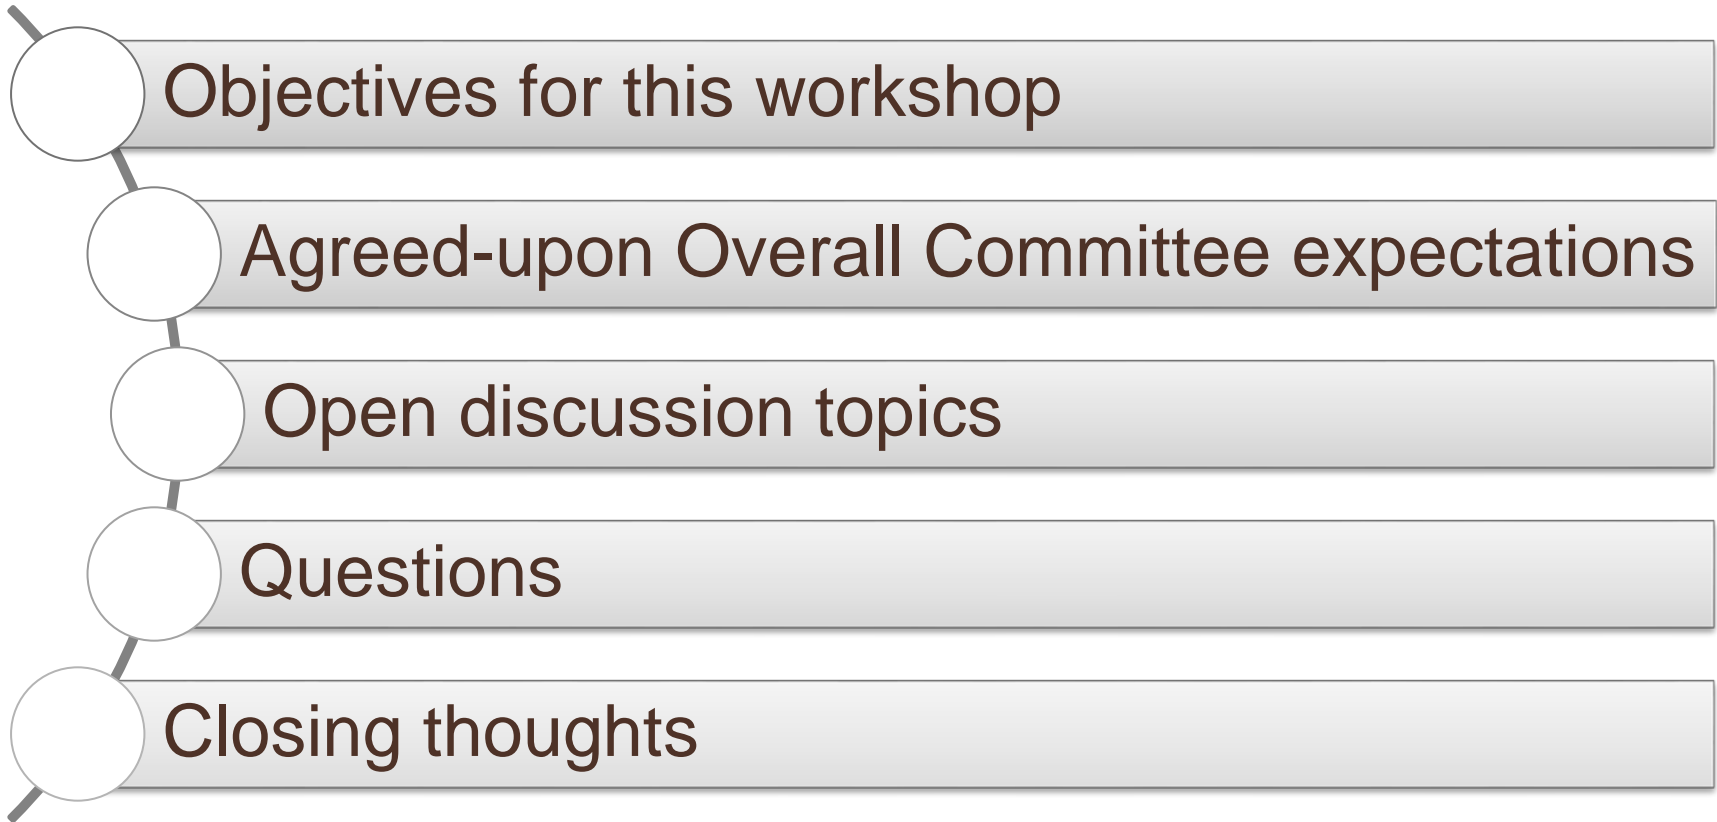 Objectives for this workshop
Agreed-upon Overall Committee expectations
Open discussion topics
Questions
Closing thoughts